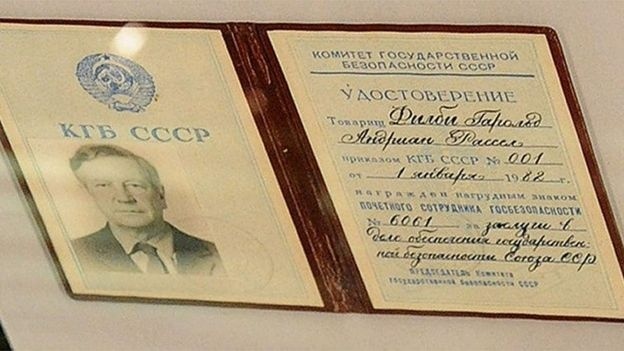 КГБ СССР
КОМИТЕТ ГОСУДАРСТВЕННОЙ
БЕЗОПАСНОСТИ СССР
УДОСТОВЕРЕНИЕ
Товарищ Филби Гарольд
Андриан Рассел
приказом КГБ СССР № 001
от 1 января 1982 г.
награжден нагрудным знаком
ПОЧЕТНОГО СОТРУДНИКА ГОСБЕЗОПАСНОСТИ
№ 6061 за заслуги в
деле обеспечения государствен-
ной безопасности Союза ССР
ПРЕДСЕДАТЕЛЬ Комитета
государственной безопасности СССР